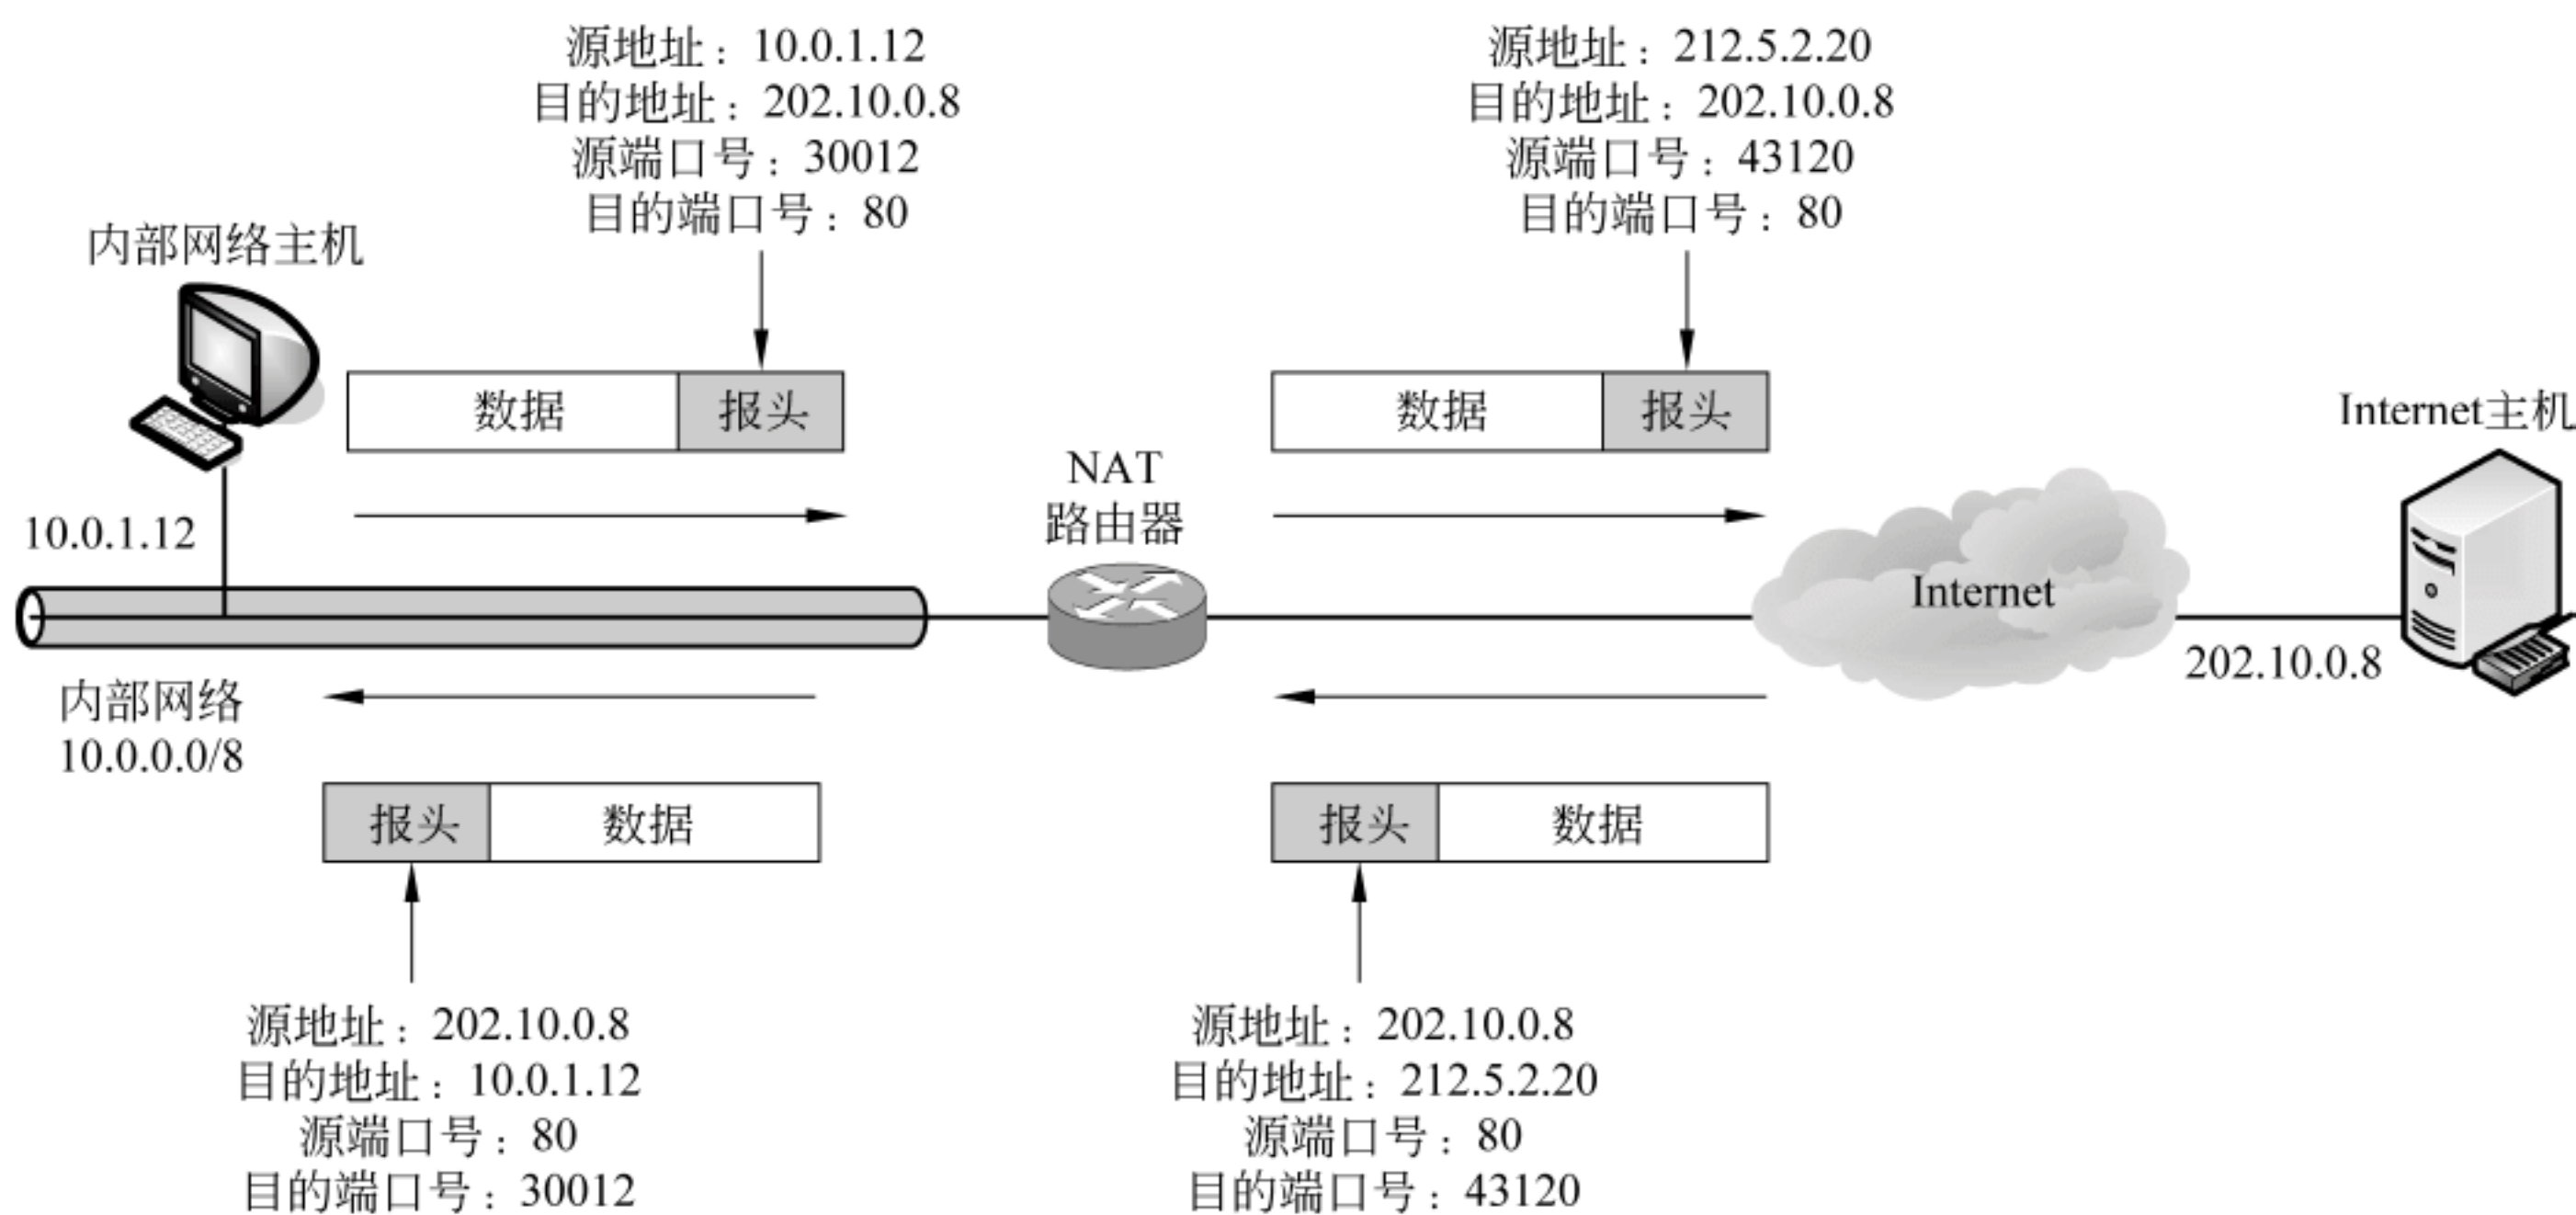 源地址：10.0.1.12
目的地址：202.10.0.8
源端口号：30012
目的端口号：80
源地址：212.5.2.20
目的地址：202.10.0.8
源端口号：43120
目的端口号：80
内部网络主机
数据
报头
数据
报头
Internet主机
NAT
路由器
10.0.1.12
Internet
202.10.0.8
内部网络
10.0.0.0/8
报头
数据
报头
数据
源地址：202.10.0.8
目的地址：10.0.1.12
源端口号：80
目的端口号：30012
源地址：202.10.0.8
目的地址：212.5.2.20
源端口号：80
目的端口号：43120